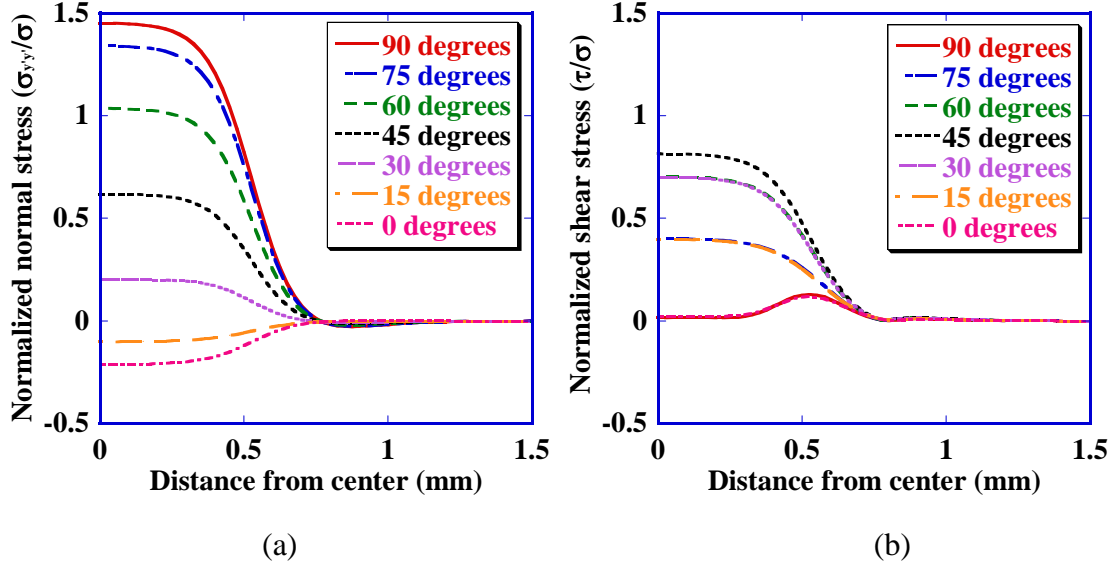 Normalized normal stress (σy'y'/σ)
1.5
1
0.5
0
-0.5
90 degrees
75 degrees
60 degrees
45 degrees
30 degrees
15 degrees
0 degrees
0
0.5
1
1.5
Distance from center (mm)
(a)
Normalized shear stress (τ/σ)
1.5
1
0.5
0
-0.5
90 degrees
75 degrees
60 degrees
45 degrees
30 degrees
15 degrees
0 degrees
0
0.5
1
1.5
Distance from center (mm)
(b)